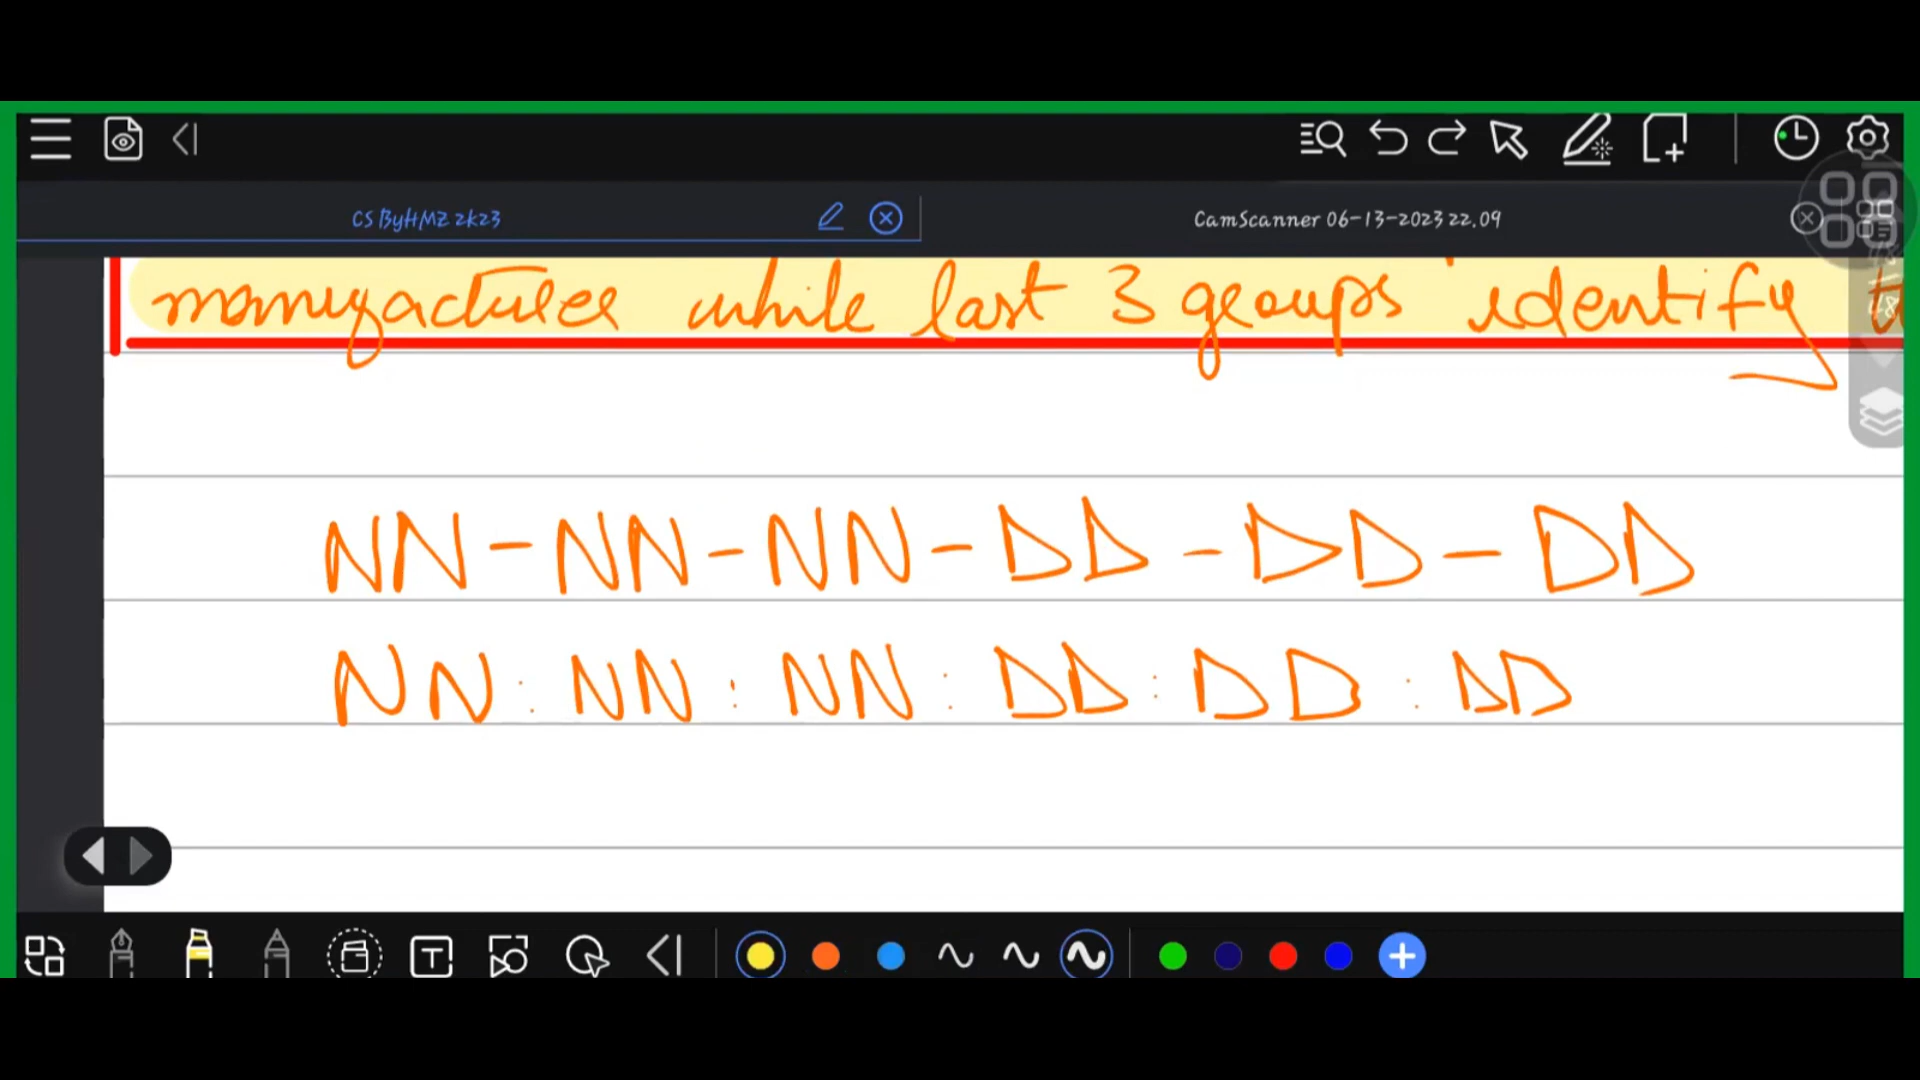 CS ByHMZ 2k23
CamScanner 06-13-2023 22.09
manufacturer while last 3 groups identify
NN - NN - NN - DD - DD - DD
NN : NN : NN : DD : DD : DD